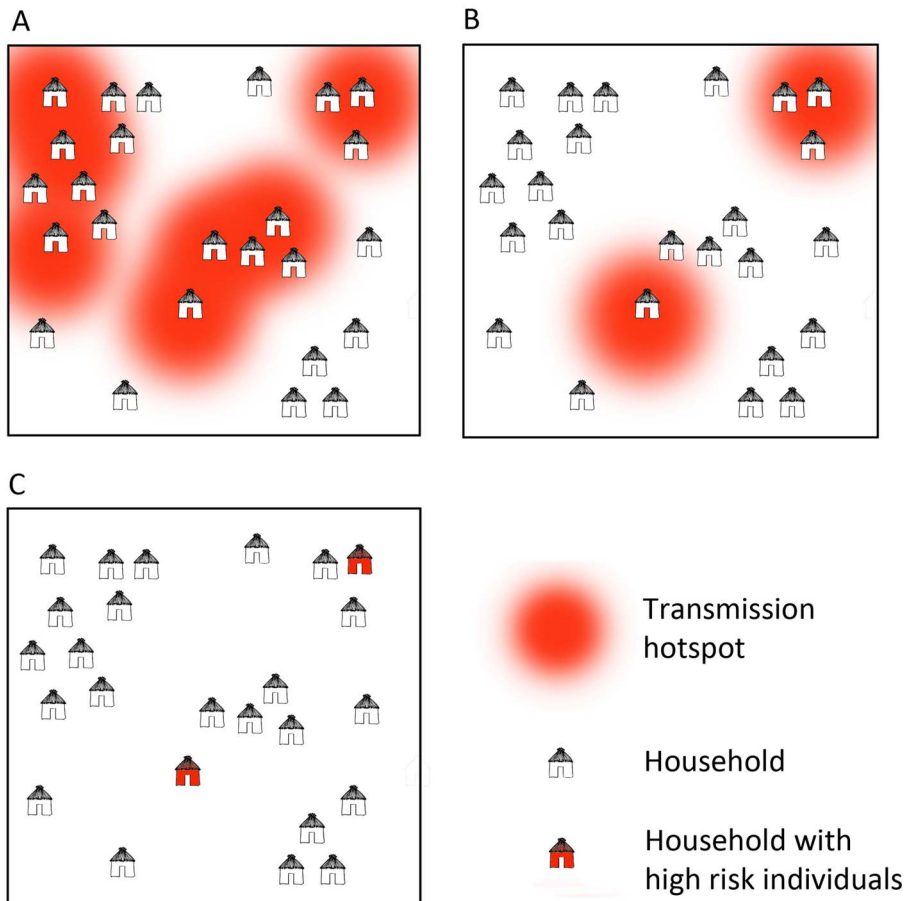 A
B
C
Transmission
hotspot
Household
Household with
high risk individuals